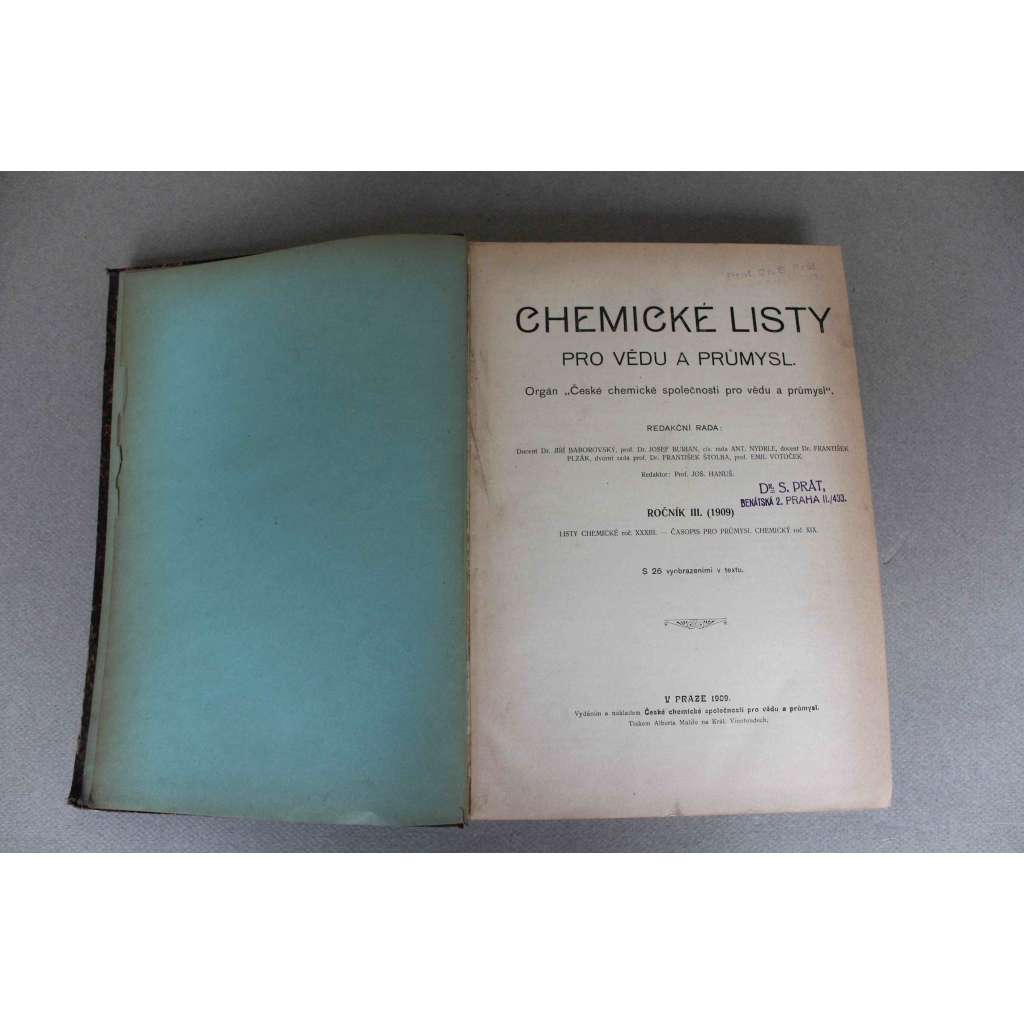 Prof. Dr. S. Prát
CHEMICKÉ LISTY
PRO VĚDU A PRŮMYSL.
Orgán „České chemické společnosti pro vědu a průmysl“.
REDAKČNÍ RADA:
Docent Dr. JIŘÍ BABOROVSKÝ, prof. Dr. JOSEF BURIAN, cís. rada ANT. NYDRLE, docent Dr. FRANTIŠEK
PLZÁK, dvorní rada prof. Dr. FRANTIŠEK ŠTOLBA, prof. EMIL VOTOČEK.
Redaktor: Prof. JOS. HANUŠ.
Dr. S. PRÁT,
BENÁTSKÁ 2. PRAHA II./433.
ROČNÍK III. (1909)
LISTY CHEMICKÉ roč. XXXIII. — ČASOPIS PRO PRŮMYSL CHEMICKÝ roč. XIX.
S 26 vyobrazeními v textu.
V PRAZE 1909.
Vydáním a nákladem České chemické společnosti pro vědu a průmysl.
Tiskem Alberta Malíře na Král. Vinohradech.